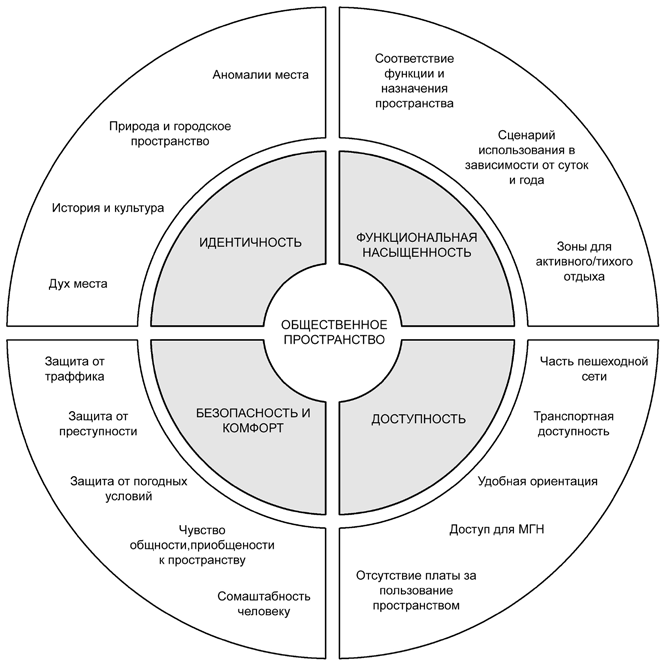 Аномалии места
Природа и городское
пространство
История и культура
Дух места
Соответствие
функции и
назначения
пространства
Сценарий
использования в
зависимости от суток
и года
Зоны для
активного/тихого
отдыха
ИДЕНТИЧНОСТЬ
ФУНКЦИОНАЛЬНАЯ
НАСЫЩЕННОСТЬ
ОБЩЕСТВЕННОЕ
ПРОСТРАНСТВО
БЕЗОПАСНОСТЬ И
КОМФОРТ
ДОСТУПНОСТЬ
Защита от
траффика
Защита от
преступности
Защита от погодных
условий
Чувство
общности,приобщености
к пространству
Сомаштабность
человеку
Часть пешеходной
сети
Транспортная
доступность
Удобная ориентация
Доступ для МГН
Отсутствие платы за
пользование
пространством